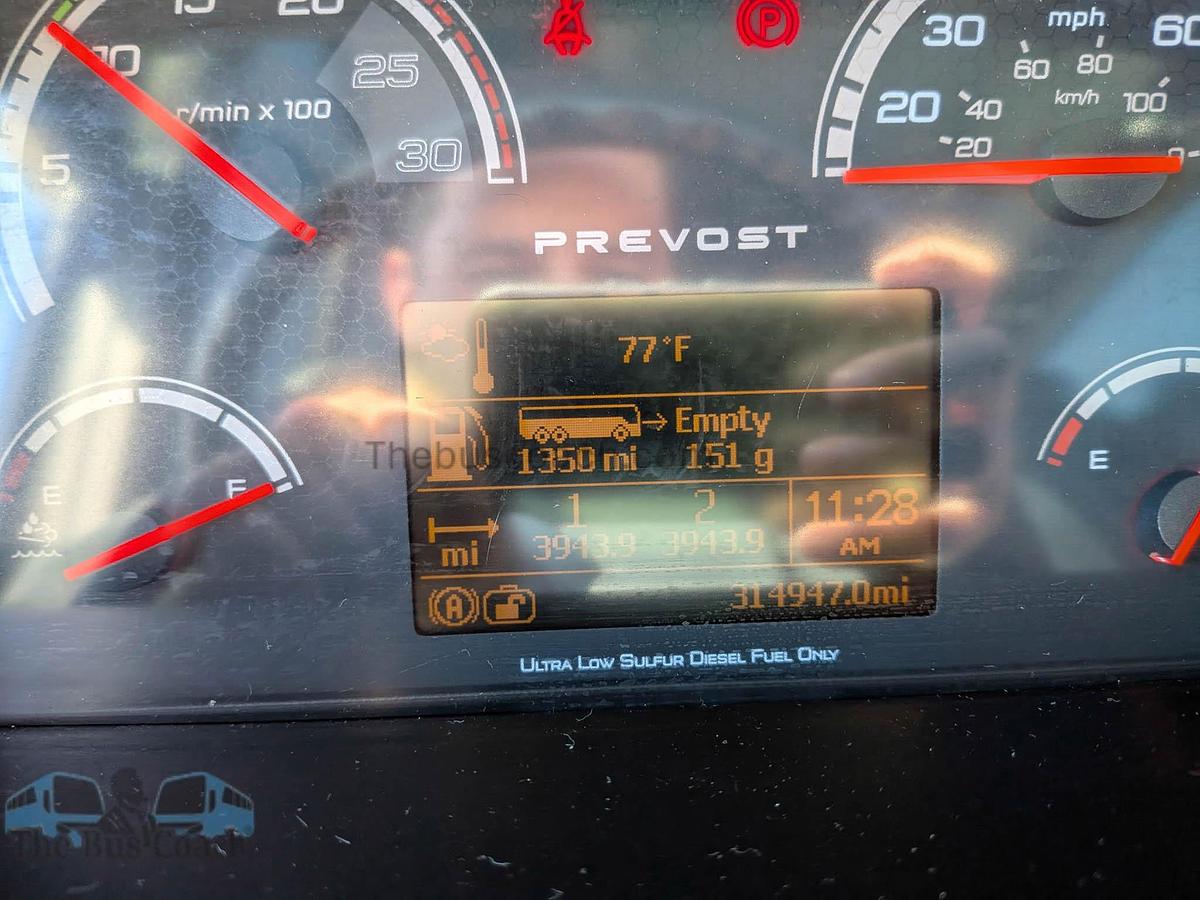 15 20
10 25
r/min x 100
5 30
P
30 mph 60
60 80
20 40 km/h 100
20 0
PREVOST
77°F
Empty
1350 mi 151 g
1 2 11:28
mi 3943.9 3943.9 AM
A 314947.0mi
E F
E
ULTRA LOW SULFUR DIESEL FUEL ONLY
The Bus Coach